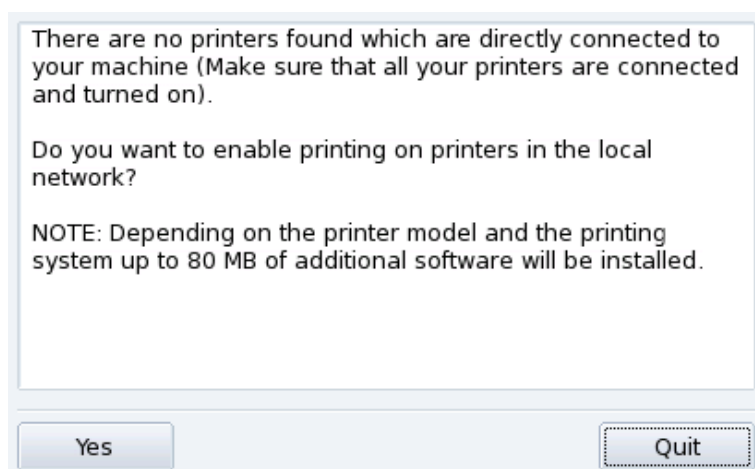 There are no printers found which are directly connected to
your machine (Make sure that all your printers are connected
and turned on).
Do you want to enable printing on printers in the local
network?
NOTE: Depending on the printer model and the printing
system up to 80 MB of additional software will be installed.
Yes
Quit